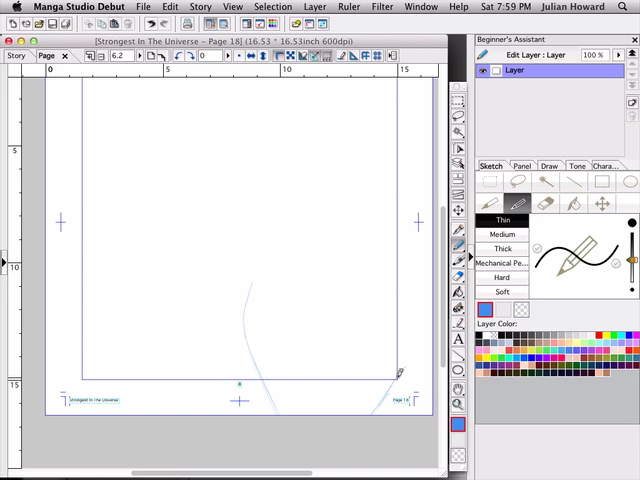 Manga Studio Debut File Edit Story View Selection Layer Ruler Filter Window Help Sat 7:59 PM Julian Howard
[Strongest In The Universe - Page 18] (16.53 * 16.53inch 600dpi)
Story Page 6.2 0
0 5 10 15
5
10
15
Strongest In The Universe
Page 18
Beginner's Assistant
Edit Layer : Layer 100 %
Layer
Sketch Panel Draw Tone Chara...
Thin
Medium
Thick
Mechanical Pe...
Hard
Soft
Layer Color: